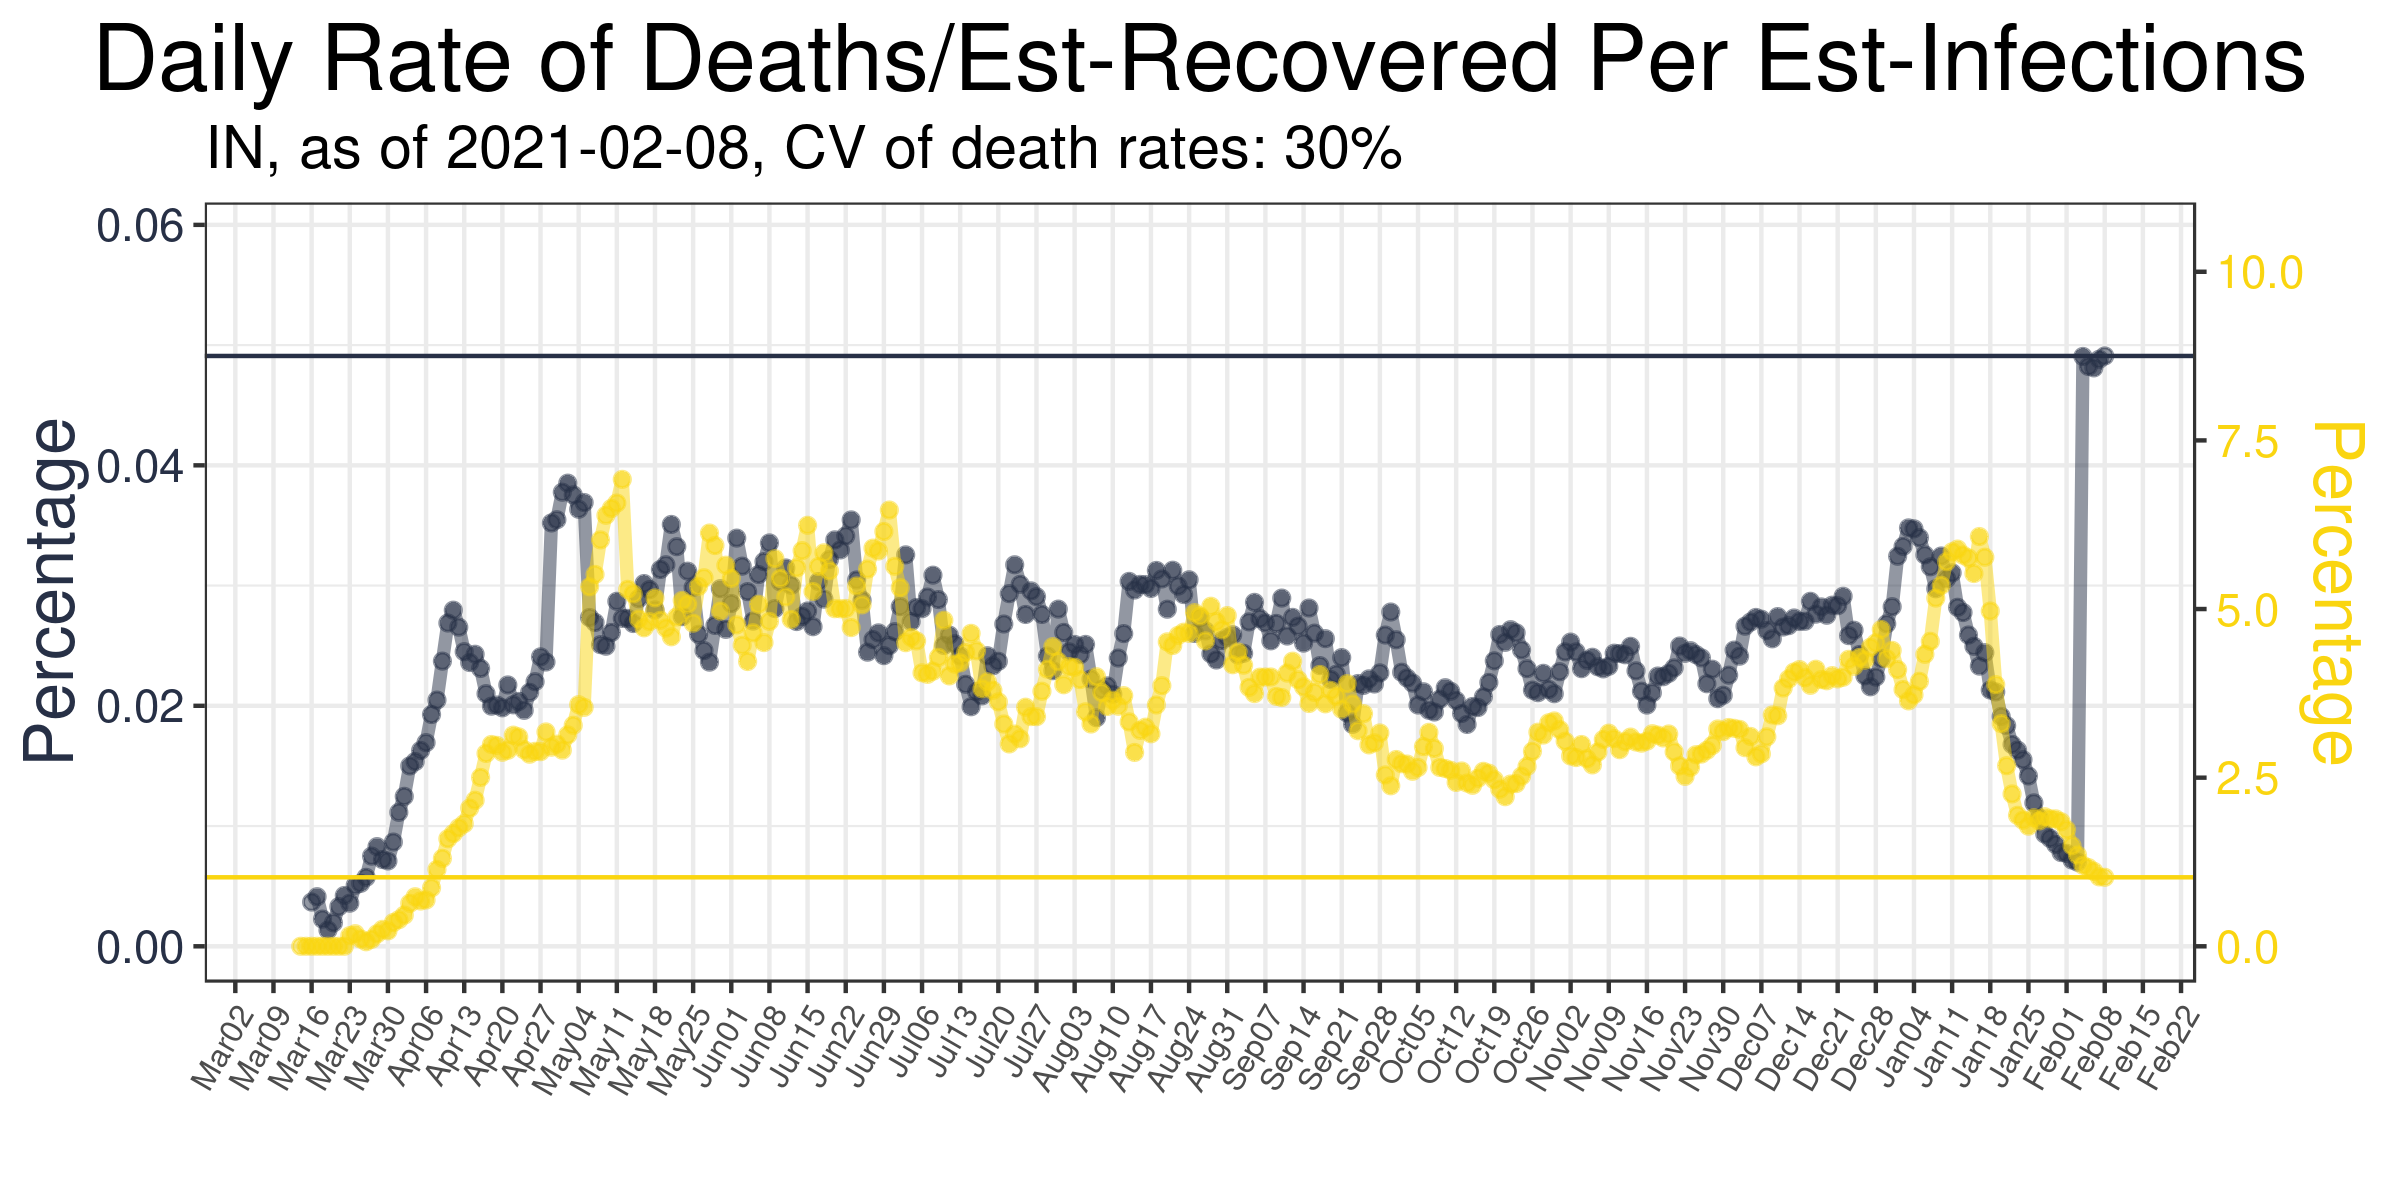 Daily Rate of Deaths/Est-Recovered Per Est-Infections
IN, as of 2021-02-08, CV of death rates: 30%
Percentage
0.06
0.04
0.02
0.00
10.0
7.5
5.0
2.5
0.0
Percentage
Mar02
Mar09
Mar16
Mar23
Mar30
Apr06
Apr13
Apr20
Apr27
May04
May11
May18
May25
Jun01
Jun08
Jun15
Jun22
Jun29
Jul06
Jul13
Jul20
Jul27
Aug03
Aug10
Aug17
Aug24
Aug31
Sep07
Sep14
Sep21
Sep28
Oct05
Oct12
Oct19
Oct26
Nov02
Nov09
Nov16
Nov23
Nov30
Dec07
Dec14
Dec21
Dec28
Jan04
Jan11
Jan18
Jan25
Feb01
Feb08
Feb15
Feb22